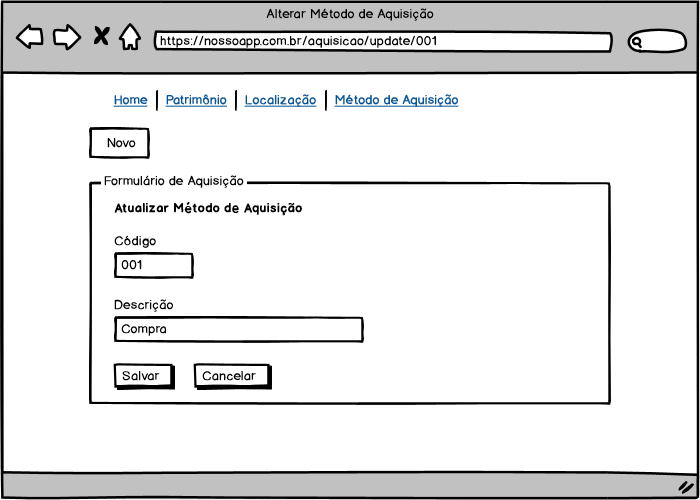 Alterar Método de Aquisição
https://nossoapp.com.br/aquisicao/update/001
Home Patrimônio Localização Método de Aquisição
Novo
Formulário de Aquisição
Atualizar Método de Aquisição
Código
001
Descrição
Compra
Salvar Cancelar